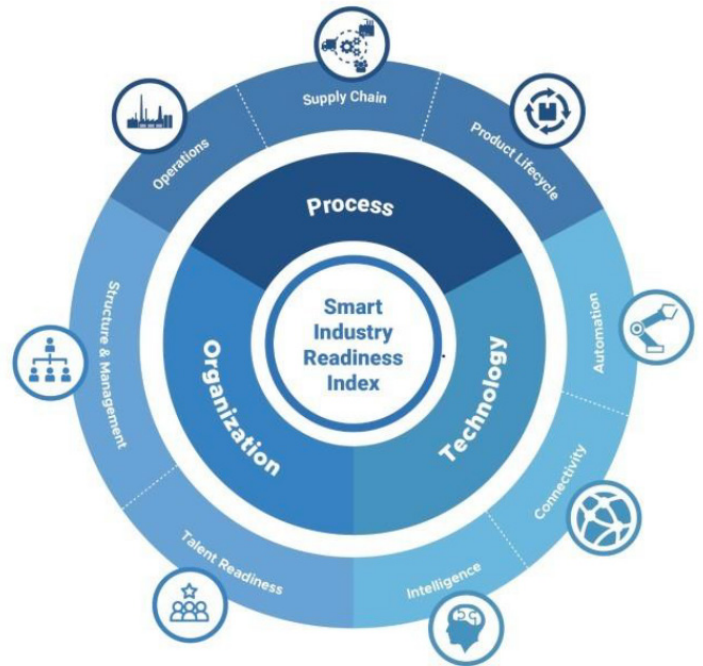 Supply Chain
Operations
Product Lifecycle
Process
Structure & Management
Smart
Industry
Readiness
Index
Automation
Organization
Technology
Connectivity
Talent Readiness
Intelligence